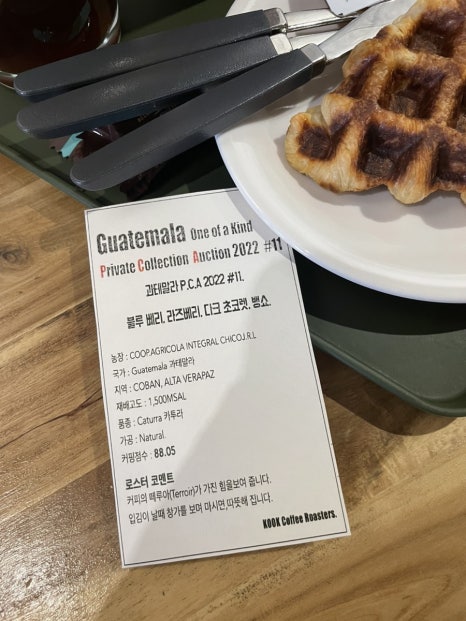 Guatemala One of a Kind
Private Collection Auction 2022 #11
과테말라 P.C.A 2022 #11.
블루 베리. 라즈베리. 다크 초코렛. 뱅쇼.
농장 : COOP.AGRICOLA INTEGRAL CHICOJ.R.L
국가 : Guatemala 과테말라
지역 : COBAN, ALTA VERAPAZ
재배고도 : 1,500MSAL
품종 : Caturra 카투라
가공 : Natural.
커핑점수 : 88.05
로스터 코멘트
커피의 떼루아(Terroir)가 가진 힘을보여 줍니다.
입김이 날때 창가를 보며 마시면 따뜻해 집니다.
KOOK Coffee Roasters.